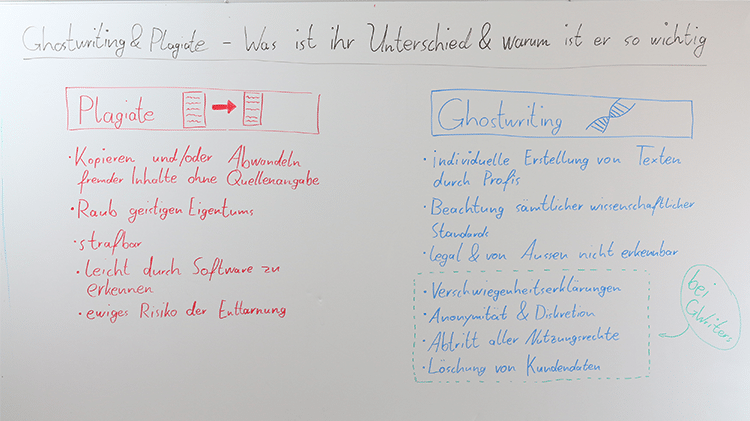 Ghostwriting & Plagiate - Was ist ihr Unterschied & warum ist er so wichtig
Plagiate
• Kopieren und/oder Abwandeln
fremder Inhalte ohne Quellenangabe
• Raub geistigen Eigentums
• strafbar
• Leicht durch Software zu
erkennen
• ewiges Risiko der Enttarnung
Ghostwriting
• individuelle Erstellung von Texten
durch Profis
• Beachtung sämtlicher wissenschaftlicher
Standards
• legal & von Aussen nicht erkennbar
• Verschwiegenheitserklärungen
• Anonymität & Diskretion
• Abtritt aller Nutzungsrechte
• Löschung von Kundendaten
bei
GWriters